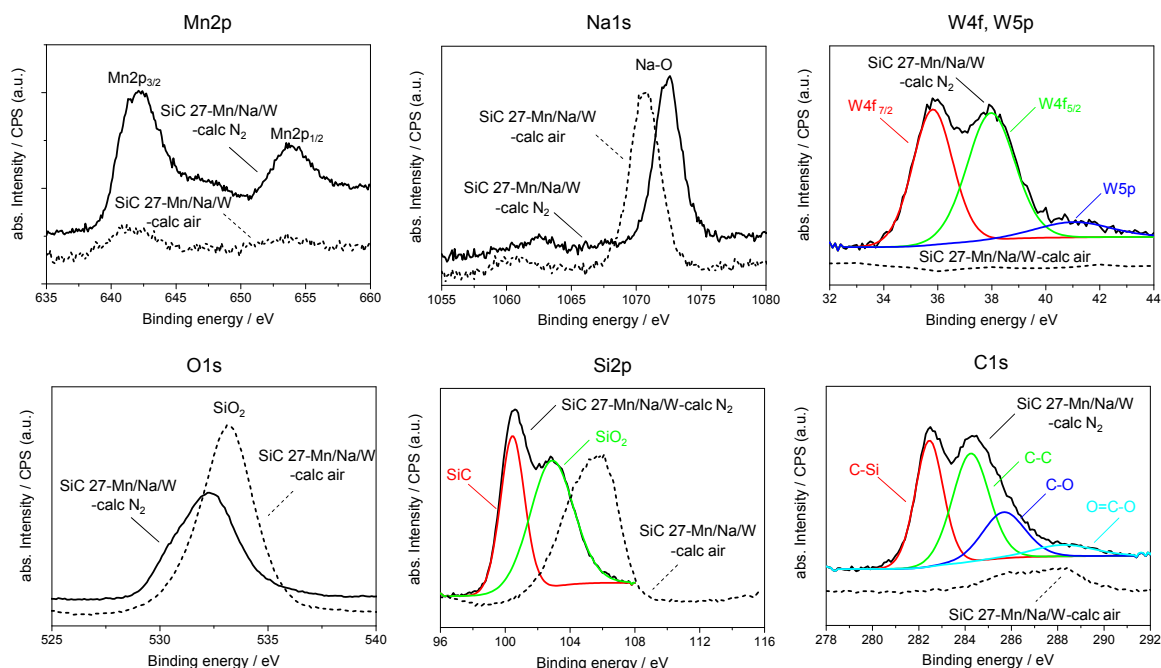 Mn2p
abs. Intensity / CPS (a.u.)
Mn2p3/2
SiC 27-Mn/Na/W
-calc N2
Mn2p1/2
SiC 27-Mn/Na/W
-calc air
635 640 645 650 655 660
Binding energy / eV
Na1s
abs. Intensity / CPS (a.u.)
Na-O
SiC 27-Mn/Na/W
-calc air
SiC 27-Mn/Na/W
-calc N2
1055 1060 1065 1070 1075 1080
Binding energy / eV
W4f, W5p
abs. Intensity / CPS (a.u.)
SiC 27-Mn/Na/W
-calc N2
W4f7/2
W4f5/2
W5p
SiC 27-Mn/Na/W-calc air
32 34 36 38 40 42 44
Binding energy / eV
O1s
abs. Intensity / CPS (a.u.)
SiO2
SiC 27-Mn/Na/W
-calc air
SiC 27-Mn/Na/W
-calc N2
525 530 535 540
Binding energy / eV
Si2p
abs. Intensity / CPS (a.u.)
SiC 27-Mn/Na/W-calc N2
SiO2
SiC
SiC 27-Mn/Na/W
-calc air
96 100 104 108 112 116
Binding energy / eV
C1s
abs. Intensity / CPS (a.u.)
SiC 27-Mn/Na/W
-calc N2
C-Si
C-C
C-O
O=C-O
SiC 27-Mn/Na/W-calc air
278 280 282 284 286 288 290 292
Binding energy / eV